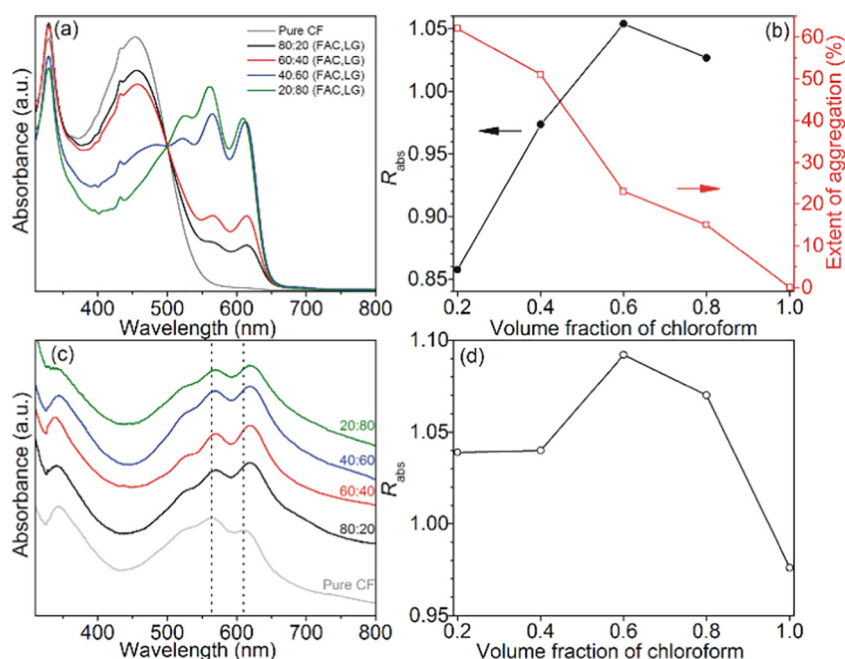 (a)
Pure CF
80:20 (FAC,LG)
60:40 (FAC,LG)
40:60 (FAC,LG)
20:80 (FAC,LG)
Absorbance (a.u.)
400 500 600 700 800
Wavelength (nm)
(b)
1.05
1.00
0.95
0.90
0.85
R_abs
60
50
40
30
20
10
0
Extent of aggregation (%)
0.2 0.4 0.6 0.8 1.0
Volume fraction of chloroform
(c)
20:80
40:60
60:40
80:20
Pure CF
Absorbance (a.u.)
400 500 600 700 800
Wavelength (nm)
(d)
1.10
1.05
1.00
0.95
R_abs
0.2 0.4 0.6 0.8 1.0
Volume fraction of chloroform